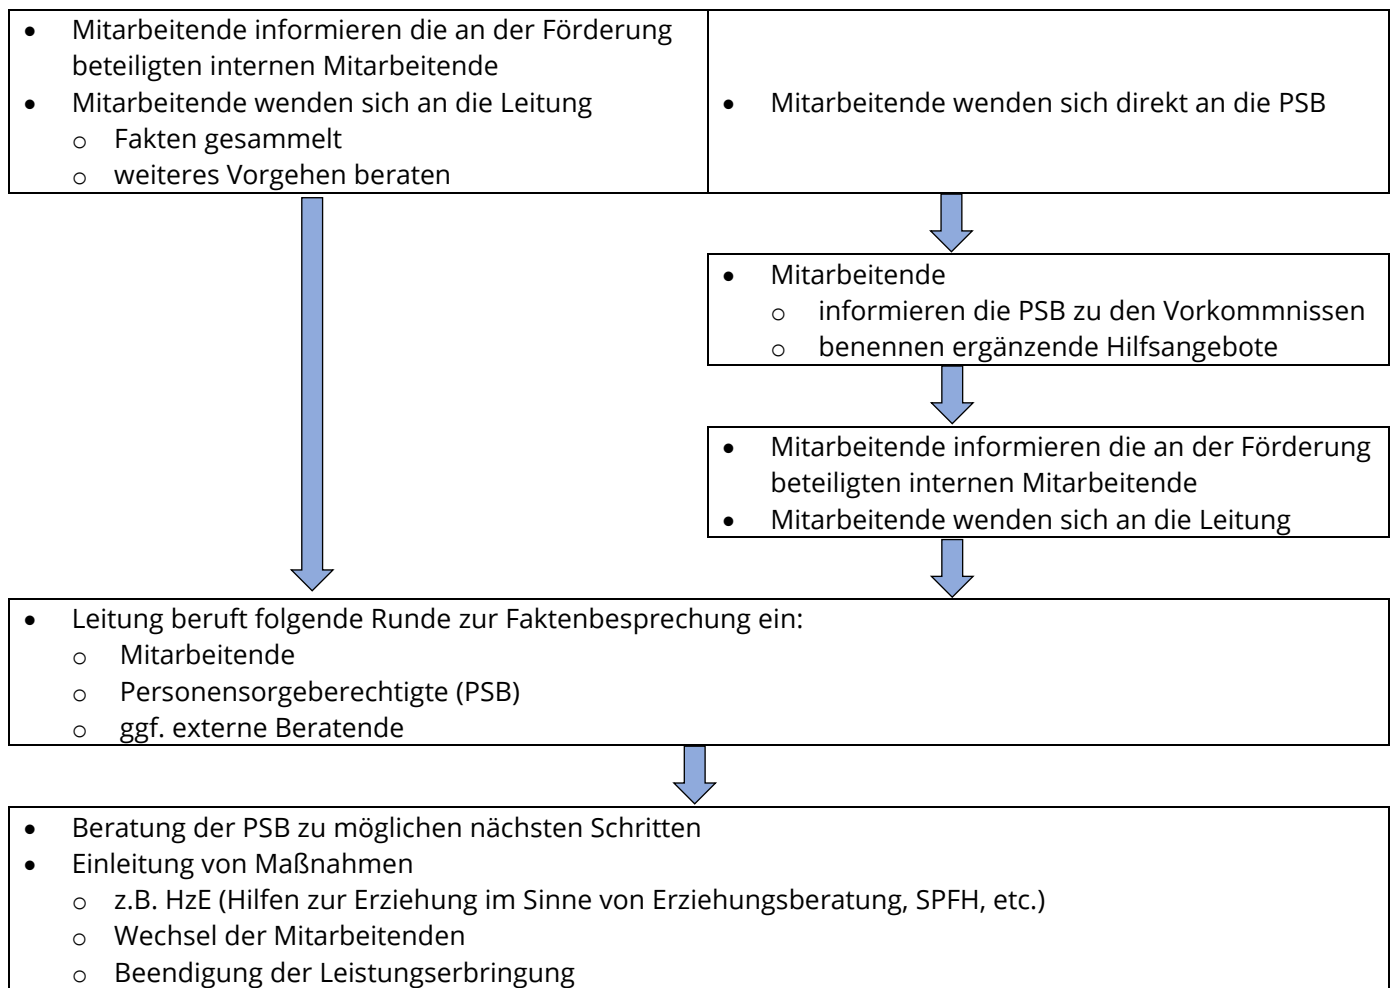 • Mitarbeitende informieren die an der Förderung
beteiligten internen Mitarbeitende
• Mitarbeitende wenden sich an die Leitung
o Fakten gesammelt
o weiteres Vorgehen beraten
• Mitarbeitende wenden sich direkt an die PSB
• Mitarbeitende
o informieren die PSB zu den Vorkommnissen
o benennen ergänzende Hilfsangebote
• Mitarbeitende informieren die an der Förderung
beteiligten internen Mitarbeitende
• Mitarbeitende wenden sich an die Leitung
• Leitung beruft folgende Runde zur Faktenbesprechung ein:
o Mitarbeitende
o Personensorgeberechtigte (PSB)
o ggf. externe Beratende
• Beratung der PSB zu möglichen nächsten Schritten
• Einleitung von Maßnahmen
o z.B. HzE (Hilfen zur Erziehung im Sinne von Erziehungsberatung, SPFH, etc.)
o Wechsel der Mitarbeitenden
o Beendigung der Leistungserbringung